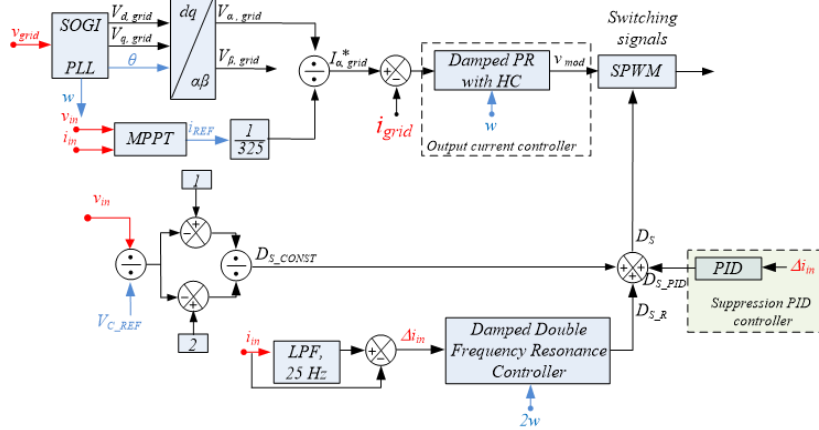 v_grid
SOGI
PLL
V_d, grid
V_q, grid
θ
w
dq
αβ
V_α, grid
V_β, grid
÷
I*_α, grid
+
−
i_grid
Damped PR
with HC
w
Output current controller
v_mod
Switching
signals
SPWM
v_in
i_in
MPPT
i_REF
1
325
v_in
1
−
+
÷
V_C_REF
−
+
2
÷
D_S_CONST
D_S
+
+
+
D_S_PID
D_S_R
PID
Δi_in
Suppression PID
controller
i_in
LPF,
25 Hz
+
−
Δi_in
Damped Double
Frequency Resonance
Controller
2w